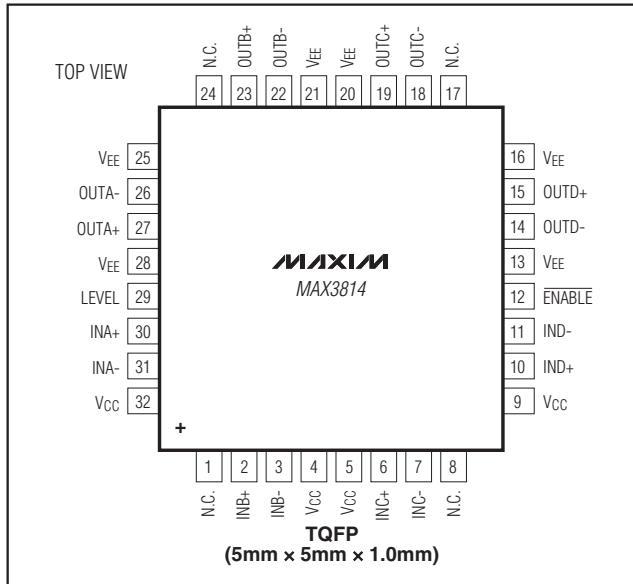 TOP VIEW
N.C.
OUTB+
OUTB-
VEE
VEE
OUTC+
OUTC-
N.C.
24 23 22 21 20 19 18 17
VEE 25
OUTA- 26
OUTA+ 27
VEE 28
LEVEL 29
INA+ 30
INA- 31
VCC 32
16 VEE
15 OUTD+
14 OUTD-
13 VEE
12 ENABLE
11 IND-
10 IND+
9 VCC
MAXIM
MAX3814
+
1 2 3 4 5 6 7 8
N.C.
INB+
INB-
VCC
VCC
INC+
INC-
N.C.
TQFP
(5mm × 5mm × 1.0mm)